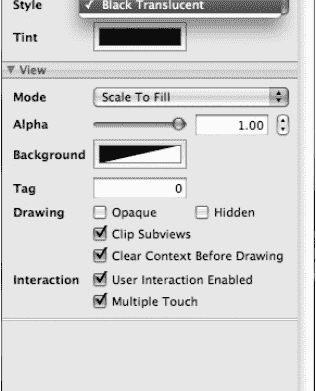 Style ✓ Black Translucent
Tint
▼ View
Mode Scale To Fill
Alpha 1.00
Background
Tag 0
Drawing Opaque Hidden
Clip Subviews
Clear Context Before Drawing
Interaction User Interaction Enabled
Multiple Touch